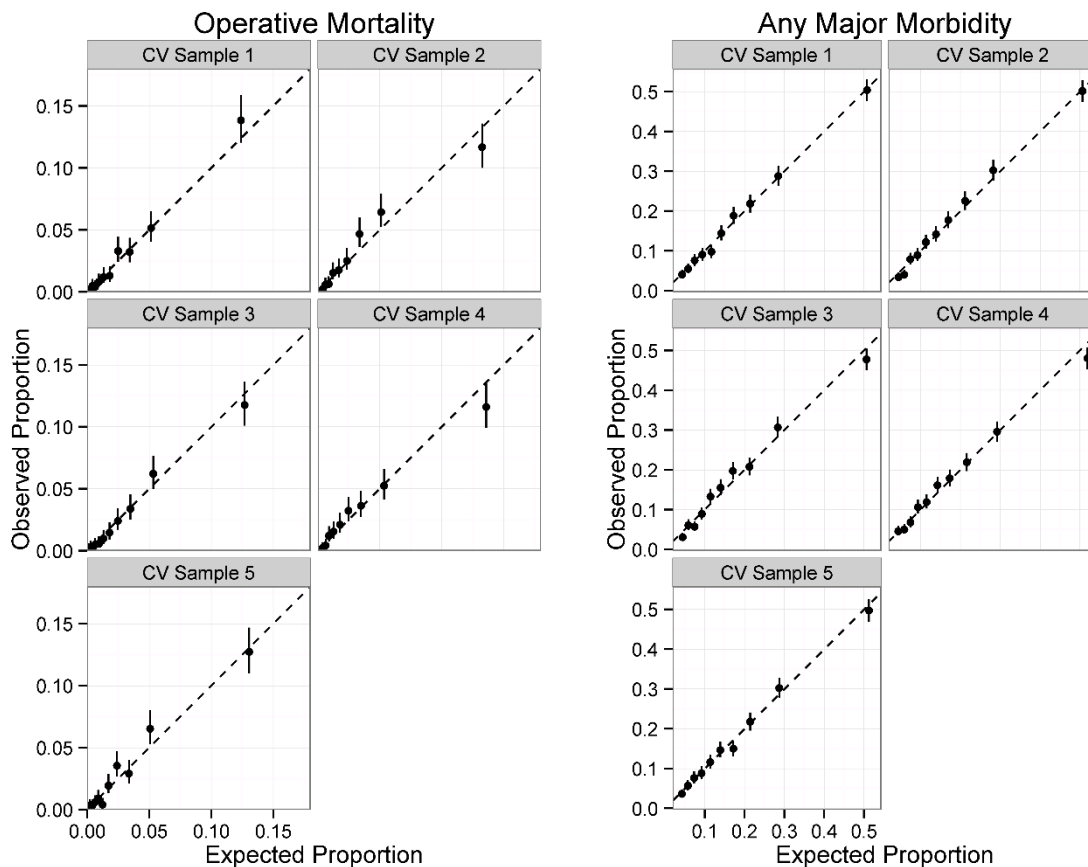 Operative Mortality
CV Sample 1
CV Sample 2
0.15
0.10
0.05
0.00
CV Sample 3
CV Sample 4
0.15
0.10
0.05
0.00
CV Sample 5
0.15
0.10
0.05
0.00
0.00 0.05 0.10 0.15
Observed Proportion
Expected Proportion
Any Major Morbidity
CV Sample 1
CV Sample 2
0.5
0.4
0.3
0.2
0.1
0.0
CV Sample 3
CV Sample 4
0.5
0.4
0.3
0.2
0.1
0.0
CV Sample 5
0.5
0.4
0.3
0.2
0.1
0.0
0.1 0.2 0.3 0.4 0.5
Observed Proportion
Expected Proportion